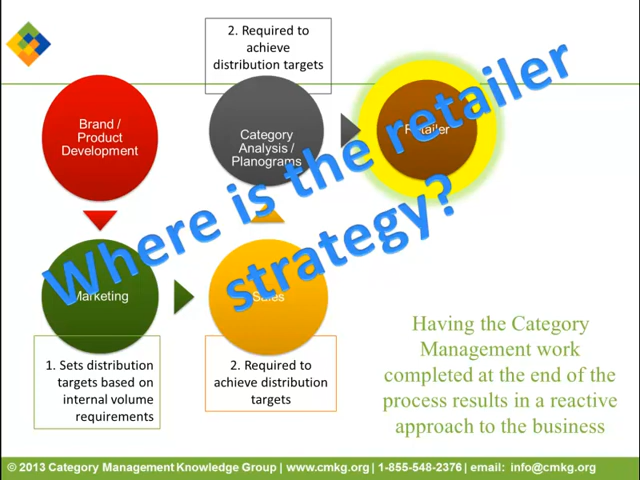 2. Required to
achieve
distribution targets
Brand /
Product
Development
Category
Analysis /
Planograms
Retailer
Where is the retailer
strategy?
Marketing
Sales
1. Sets distribution
targets based on
internal volume
requirements
2. Required to
achieve distribution
targets
Having the Category
Management work
completed at the end of the
process results in a reactive
approach to the business
© 2013 Category Management Knowledge Group | www.cmkg.org| 1-855-548-2376 | email: info@cmkg.org